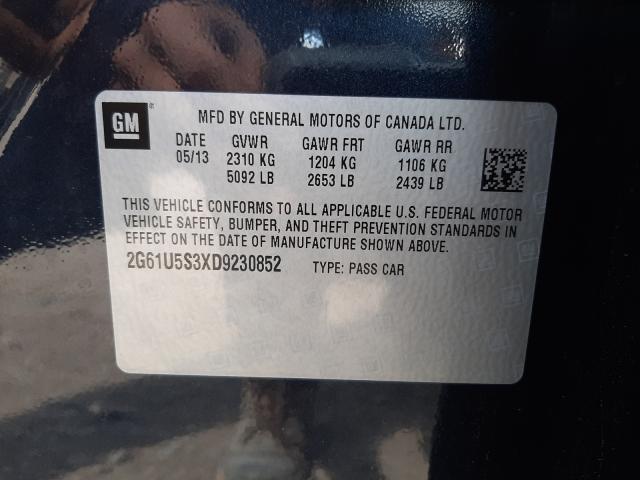 GM
MFD BY GENERAL MOTORS OF CANADA LTD.
DATE GVWR GAWR FRT GAWR RR
05/13 2310 KG 1204 KG 1106 KG
5092 LB 2653 LB 2439 LB
THIS VEHICLE CONFORMS TO ALL APPLICABLE U.S. FEDERAL MOTOR
VEHICLE SAFETY, BUMPER, AND THEFT PREVENTION STANDARDS IN
EFFECT ON THE DATE OF MANUFACTURE SHOWN ABOVE.
2G61U5S3XD9230852 TYPE: PASS CAR